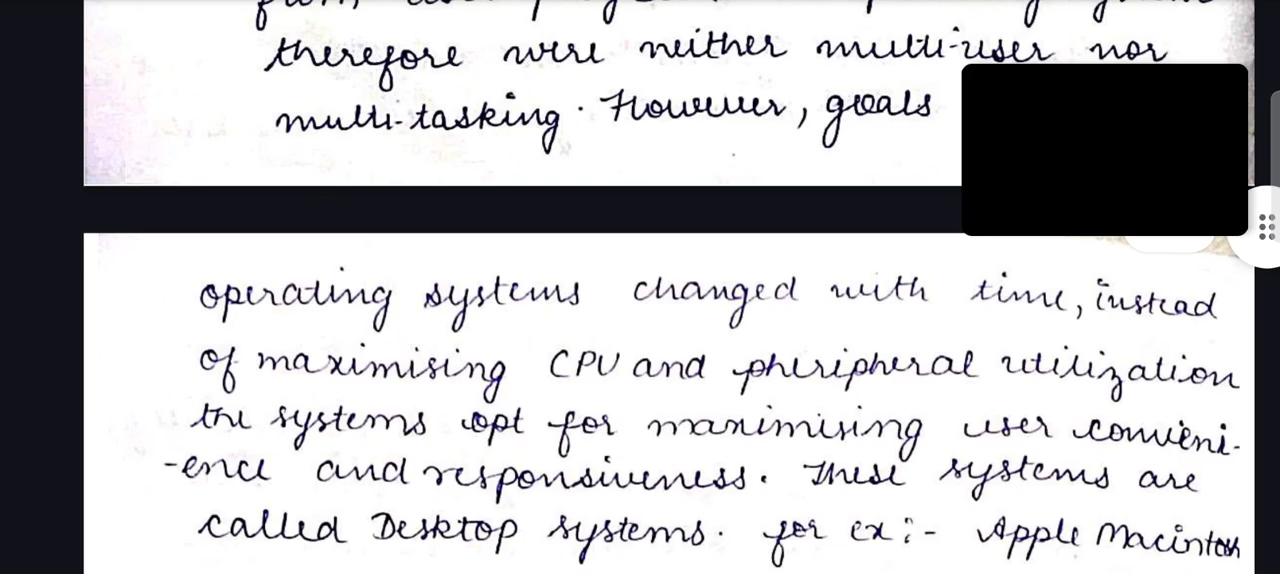 therefore were neither multi-user nor
multi-tasking. However, goals
operating systems changed with time, instead
of maximising CPU and pheripheral utilization
the systems opt for maximising user conveni-
-ence and responsiveness. These systems are
called Desktop systems. for ex:- Apple Macintosh